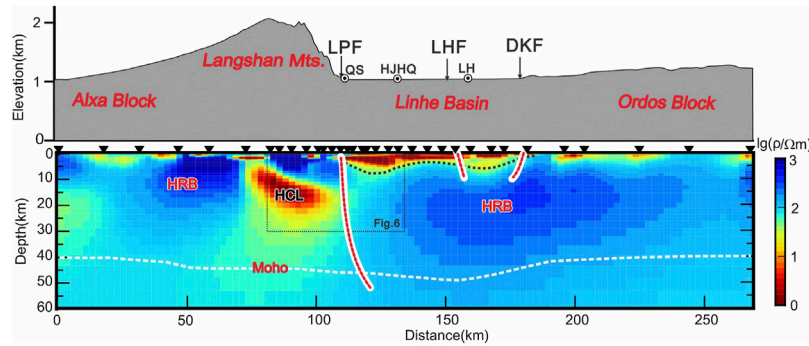 2
1
0
Elevation(km)
Langshan Mts.
LPF
LHF
DKF
QS
HJHQ
LH
Alxa Block
Linhe Basin
Ordos Block
lg(ρ/Ωm)
0
10
20
30
40
50
60
Depth(km)
HRB
HCL
HRB
Fig.6
Moho
3
2
1
0
0
50
100
150
200
250
Distance(km)